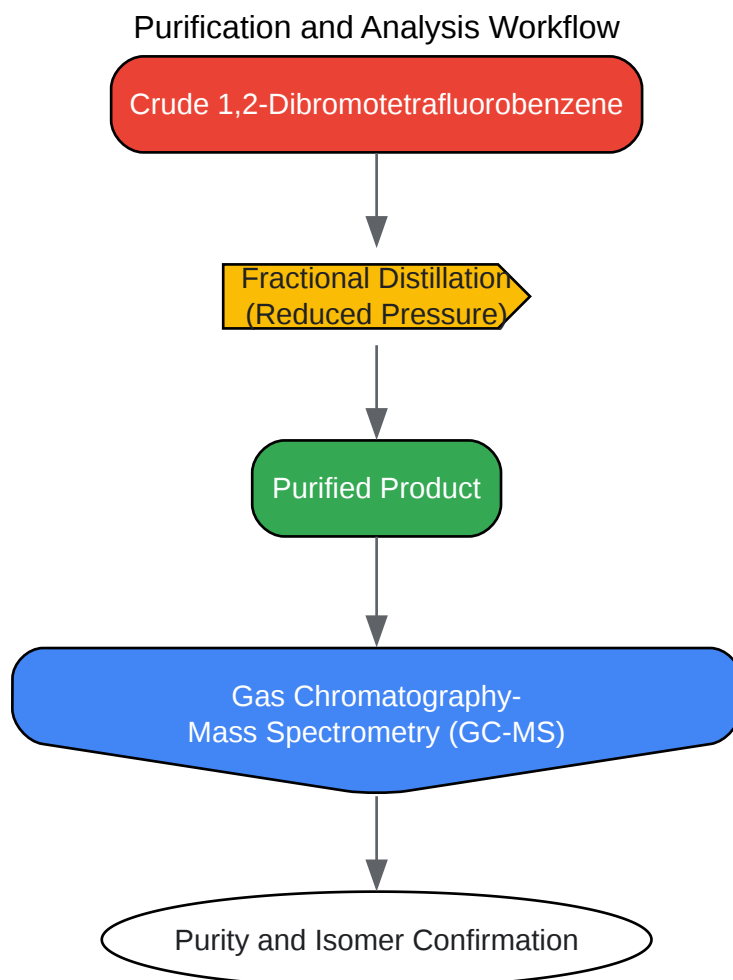 Purification and Analysis Workflow
Crude 1,2-Dibromotetrafluorobenzene
Fractional Distillation
(Reduced Pressure)
Purified Product
Gas Chromatography-
Mass Spectrometry (GC-MS)
Purity and Isomer Confirmation